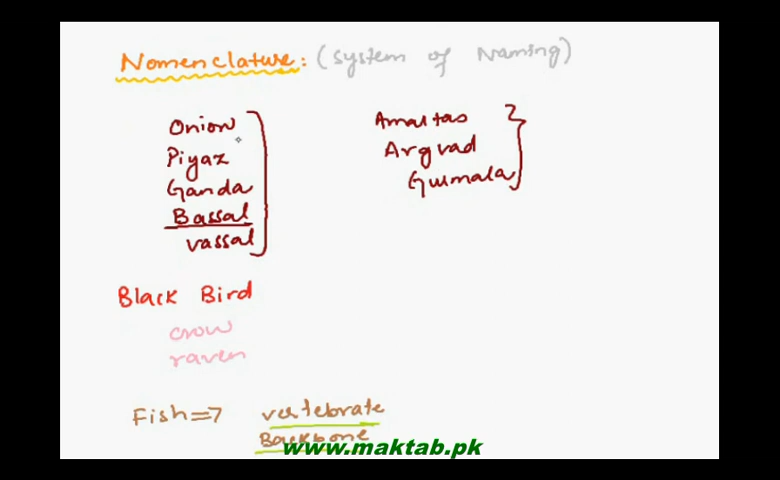 Nomenclature: (System of Naming)
Onion
Piyaz
Ganda
Bassal
vassal
Amaltas
Argvad
Gurmala
Black Bird
crow
raven
Fish => vertebrate
Backbone
www.maktab.pk